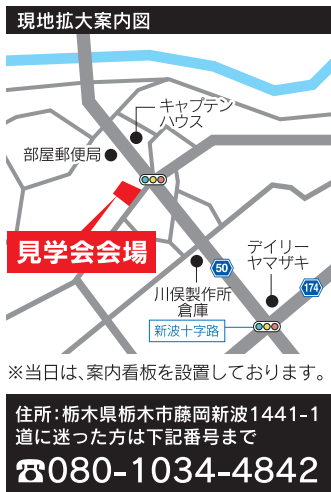 現地拡大案内図
キャプテン
ハウス
部屋郵便局
見学会会場
50
デイリー
ヤマザキ
174
川俣製作所
倉庫
新波十字路
※当日は、案内看板を設置しております。
住所：栃木県栃木市藤岡新波1441-1
道に迷った方は下記番号まで
☎080-1034-4842